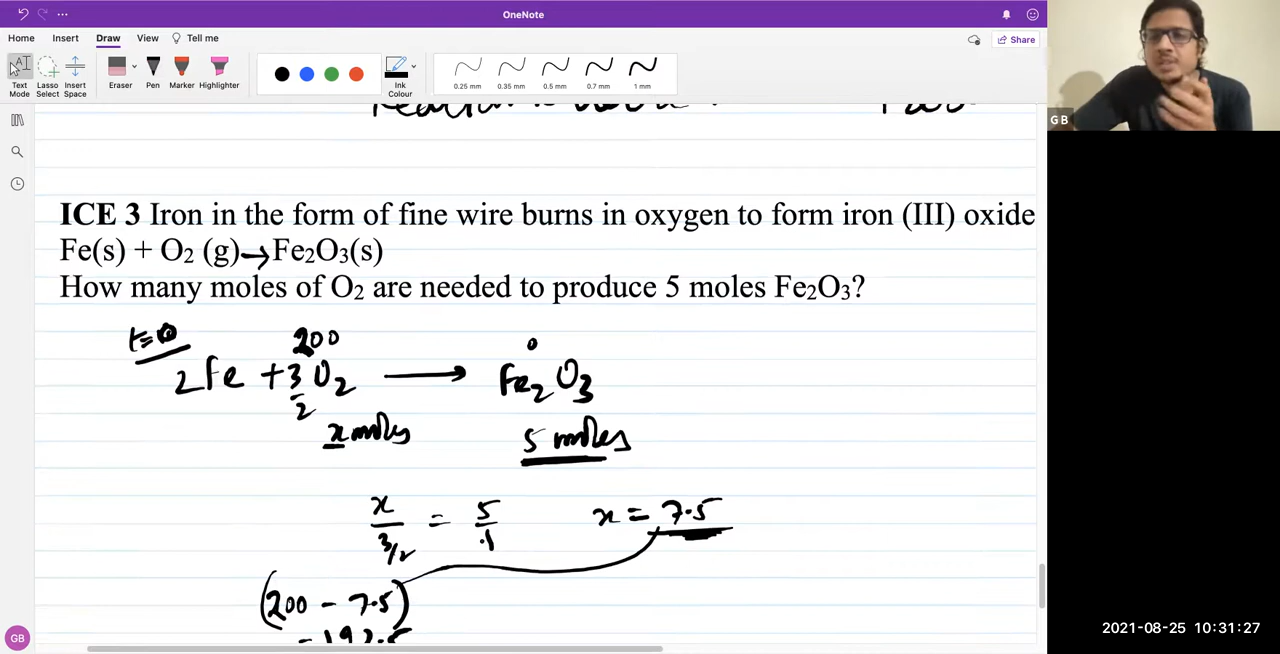 OneNote
Home Insert Draw View Tell me
Share
Text Mode
Lasso Select
Insert Space
Eraser
Pen
Marker
Highlighter
Ink Colour
0.25 mm
0.35 mm
0.5 mm
0.7 mm
1 mm
G B
ICE 3 Iron in the form of fine wire burns in oxygen to form iron (III) oxide
Fe(s) + O2 (g)→Fe2O3(s)
How many moles of O2 are needed to produce 5 moles Fe2O3?
t=0
200
0
2Fe + 3/2 O2 → Fe2O3
x moles 5 moles
x/(3/2) = 5/1 x = 7.5
(200 - 7.5)
= 192.5
GB
2021-08-25 10:31:27